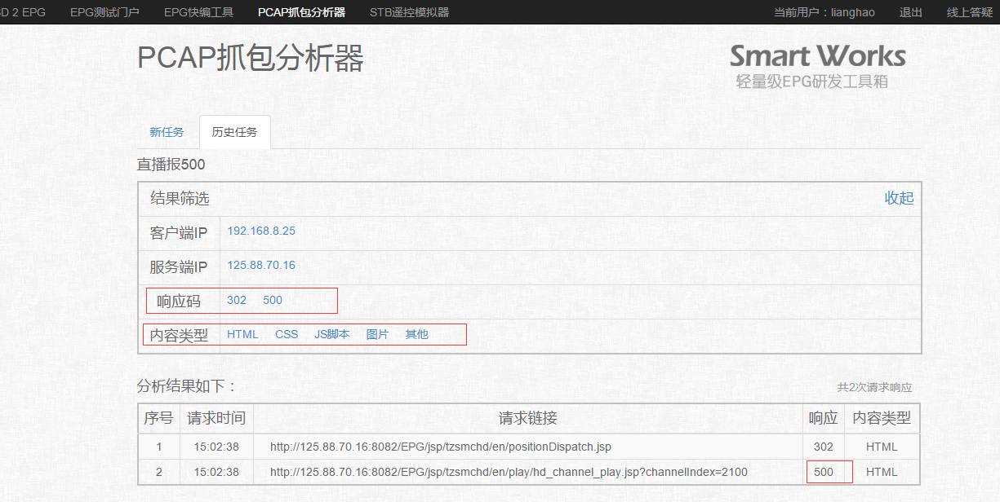 D 2 EPG EPG测试门户 EPG快编工具 PCAP抓包分析器 STB遥控模拟器 当前用户：lianghao 退出 线上答疑
PCAP抓包分析器
Smart Works
轻量级EPG研发工具箱
新任务 历史任务
直播报500
结果筛选 收起
客户端IP 192.168.8.25
服务端IP 125.88.70.16
响应码 302 500
内容类型 HTML CSS JS脚本 图片 其他
分析结果如下： 共2次请求响应
序号 请求时间 请求链接 响应 内容类型
1 15:02:38 http://125.88.70.16:8082/EPG/jsp/tzsmchd/en/positionDispatch.jsp 302 HTML
2 15:02:38 http://125.88.70.16:8082/EPG/jsp/tzsmchd/en/play/hd_channel_play.jsp?channelIndex=2100 500 HTML